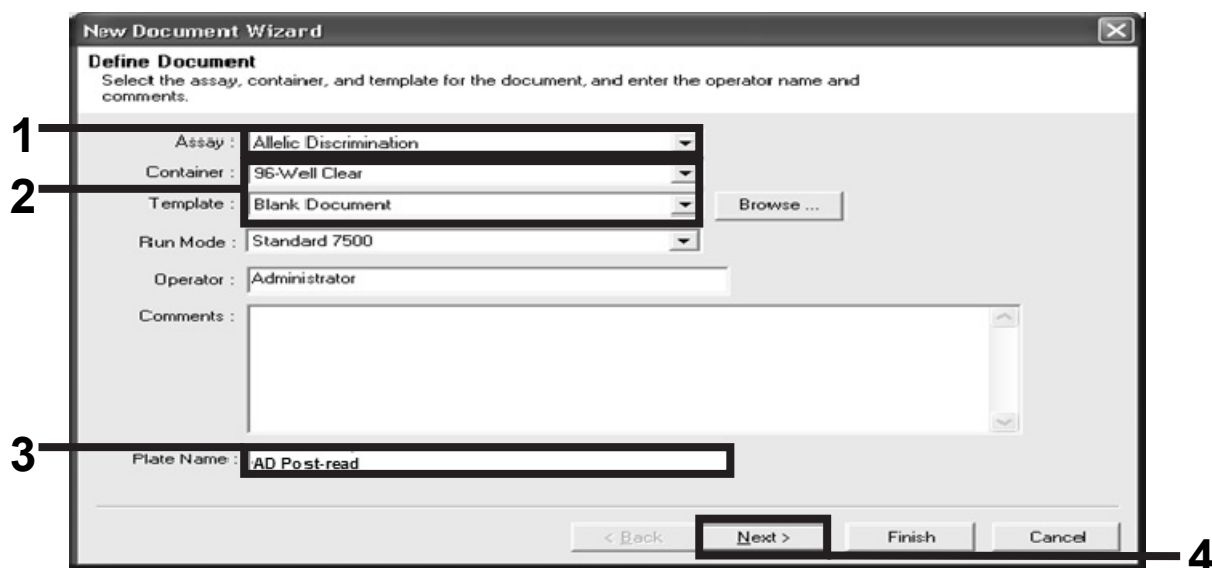 New Document Wizard
Define Document
Select the assay, container, and template for the document, and enter the operator name and
comments.
1
Assay : Allelic Discrimination
2
Container : 96-Well Clear
Template : Blank Document Browse ...
Run Mode : Standard 7500
Operator : Administrator
Comments :
3
Plate Name : AD Post-read
< Back Next > Finish Cancel
4